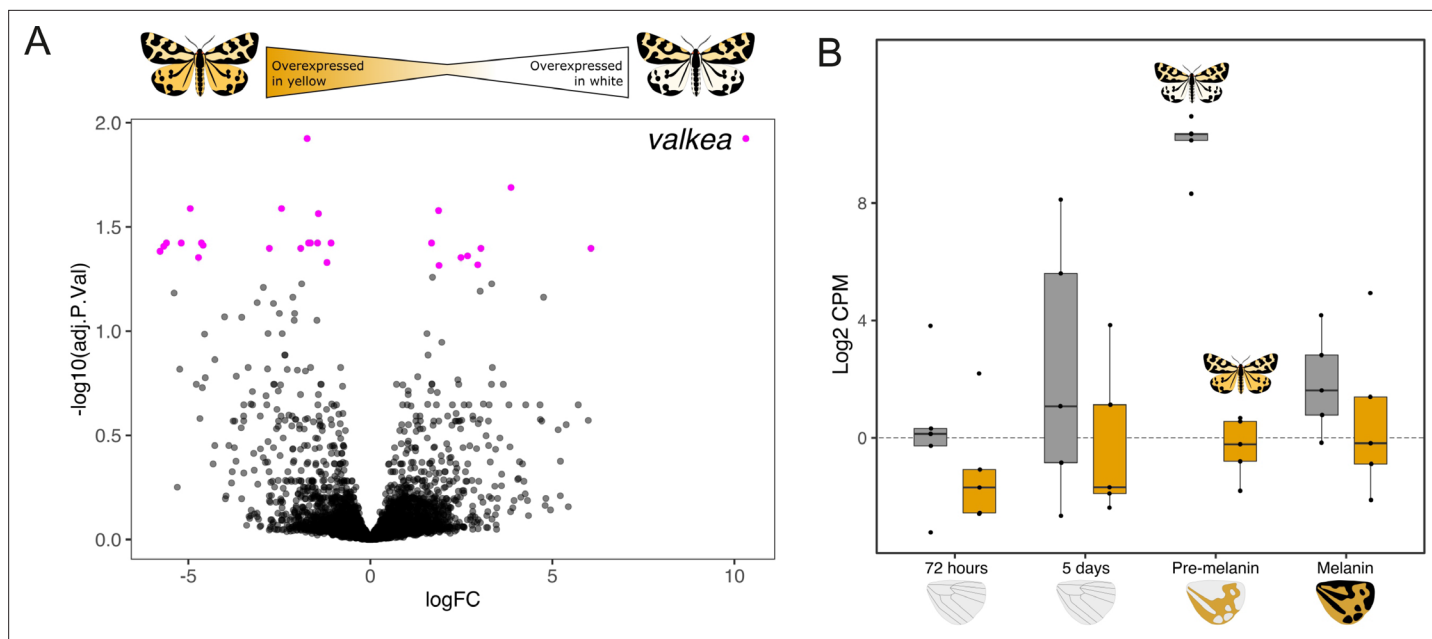 A
Overexpressed
in yellow
Overexpressed
in white
2.0
1.5
1.0
0.5
0.0
-log10(adj.P.Val)
valkea
-5
0
5
10
logFC
B
8
4
0
Log2 CPM
72 hours
5 days
Pre-melanin
Melanin